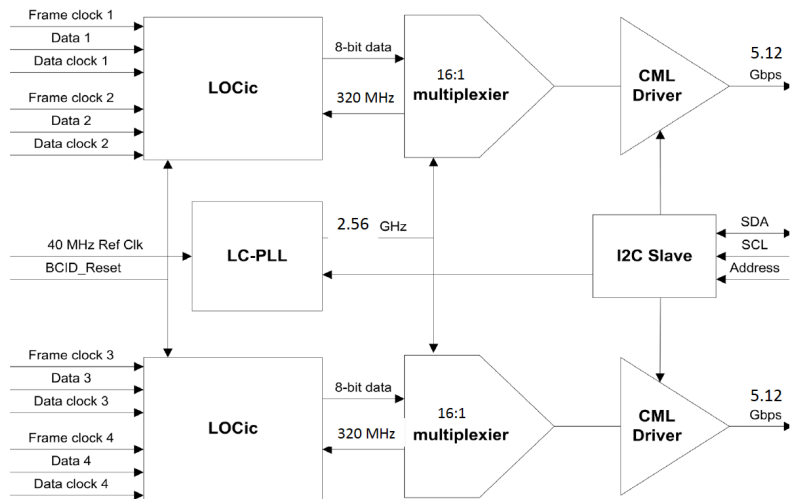 Frame clock 1
Data 1
Data clock 1
Frame clock 2
Data 2
Data clock 2
LOCic
8-bit data
320 MHz
16:1
multiplexier
CML
Driver
5.12
Gbps
40 MHz Ref Clk
BCID_Reset
LC-PLL
2.56 GHz
I2C Slave
SDA
SCL
Address
Frame clock 3
Data 3
Data clock 3
Frame clock 4
Data 4
Data clock 4
LOCic
8-bit data
320 MHz
16:1
multiplexier
CML
Driver
5.12
Gbps